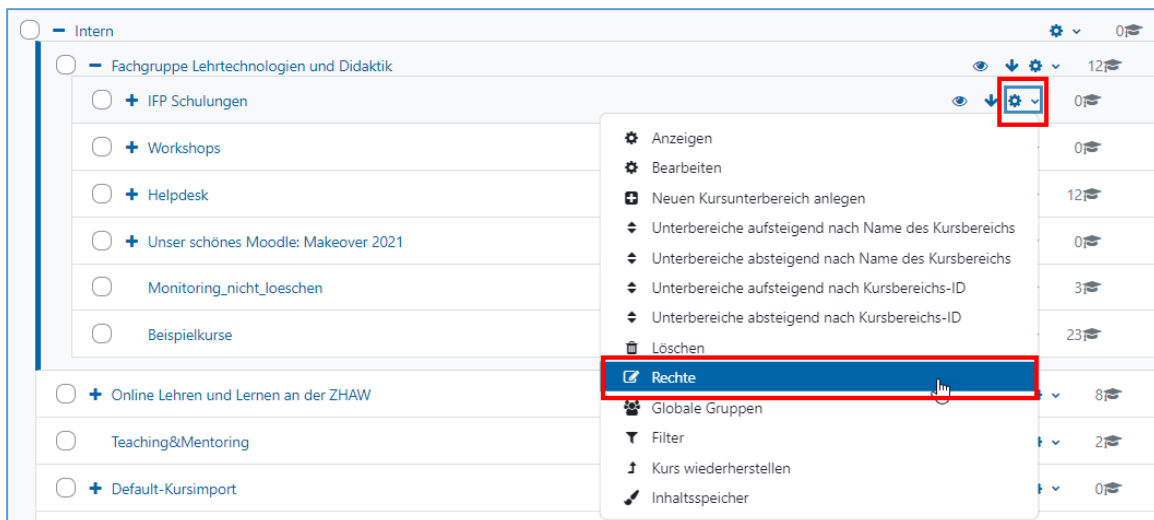 Intern 0
Fachgruppe Lehrtechnologien und Didaktik 12
IFP Schulungen 0
Workshops 0
Helpdesk 12
Unser schönes Moodle: Makeover 2021 0
Monitoring_nicht_loeschen 3
Beispielkurse 23
Online Lehren und Lernen an der ZHAW 8
Teaching&Mentoring 2
Default-Kursimport 0
Anzeigen
Bearbeiten
Neuen Kursunterbereich anlegen
Unterbereiche aufsteigend nach Name des Kursbereichs
Unterbereiche absteigend nach Name des Kursbereichs
Unterbereiche aufsteigend nach Kursbereichs-ID
Unterbereiche absteigend nach Kursbereichs-ID
Löschen
Rechte
Globale Gruppen
Filter
Kurs wiederherstellen
Inhaltsspeicher